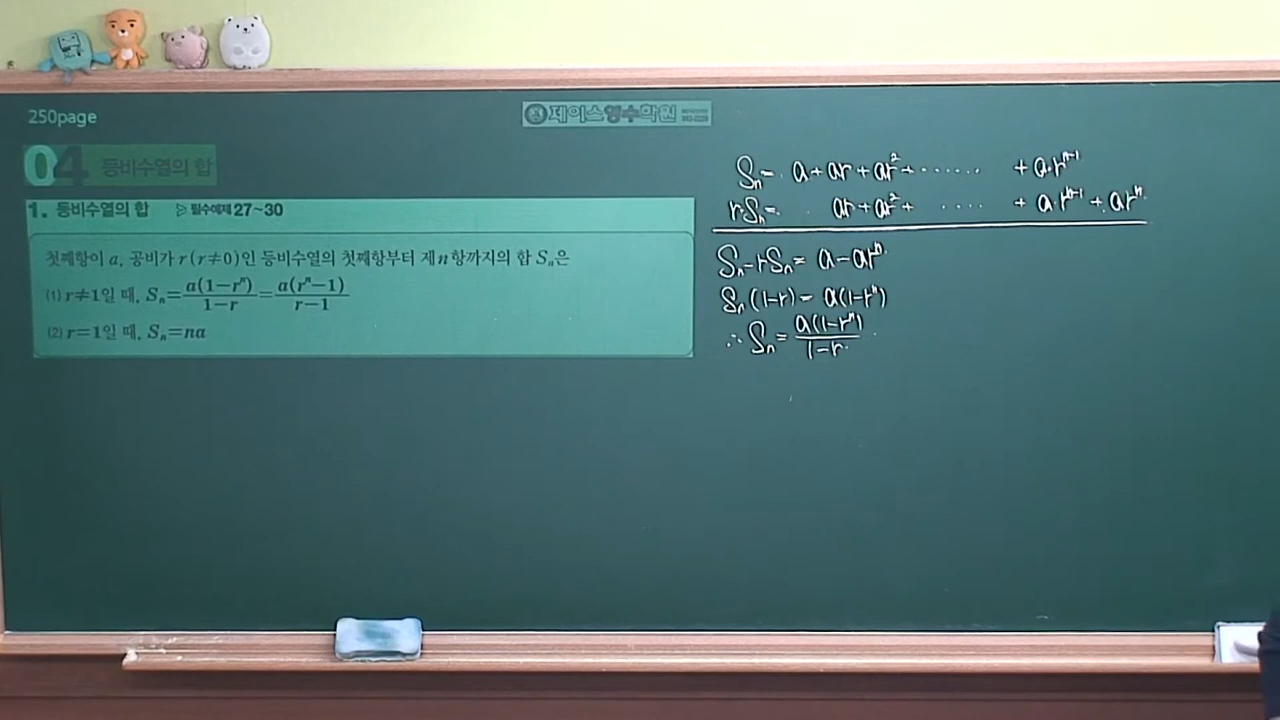 250page
제이스영수학원
04 등비수열의 합
1. 등비수열의 합 ▷ 필수예제 27~30
첫째항이 a, 공비가 r (r≠0)인 등비수열의 첫째항부터 제n항까지의 합 Sₙ은
(1) r≠1일 때, Sₙ=a(1−rⁿ)/1−r=a(rⁿ−1)/r−1
(2) r=1일 때, Sₙ=na
Sₙ= a+ar+ar²+······ +a·rⁿ⁻¹
rSₙ= ar+ar²+ ···· +a·rⁿ⁻¹+arⁿ
Sₙ−rSₙ= a−arⁿ
Sₙ(1−r)= a(1−rⁿ)
∴ Sₙ= a(1−rⁿ)/1−r